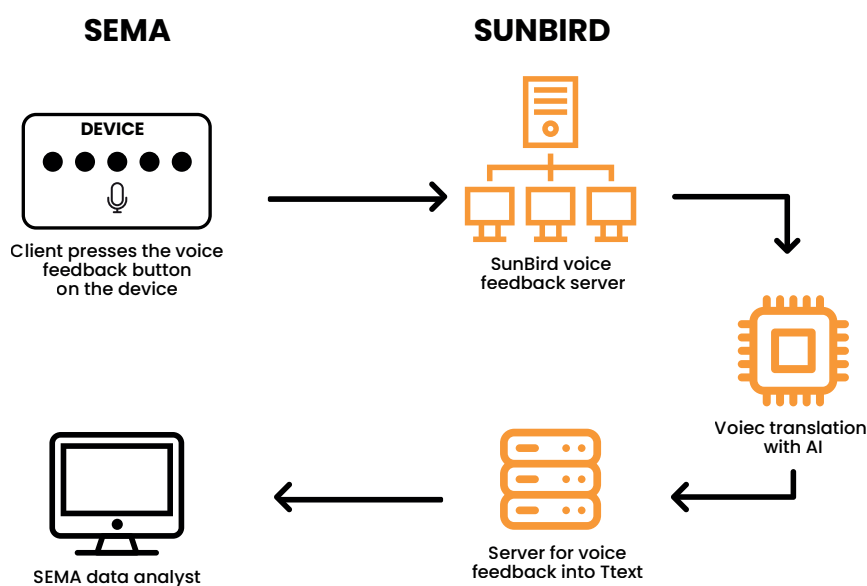 SEMA
SUNBIRD
DEVICE
Client presses the voice
feedback button
on the device
SunBird voice
feedback server
Voiec translation
with AI
Server for voice
feedback into Ttext
SEMA data analyst